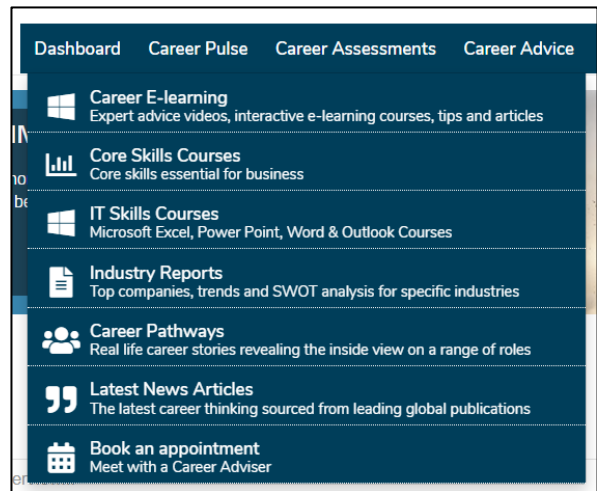 Dashboard Career Pulse Career Assessments Career Advice
Career E-learning
Expert advice videos, interactive e-learning courses, tips and articles
Core Skills Courses
Core skills essential for business
IT Skills Courses
Microsoft Excel, Power Point, Word & Outlook Courses
Industry Reports
Top companies, trends and SWOT analysis for specific industries
Career Pathways
Real life career stories revealing the inside view on a range of roles
Latest News Articles
The latest career thinking sourced from leading global publications
Book an appointment
Meet with a Career Adviser